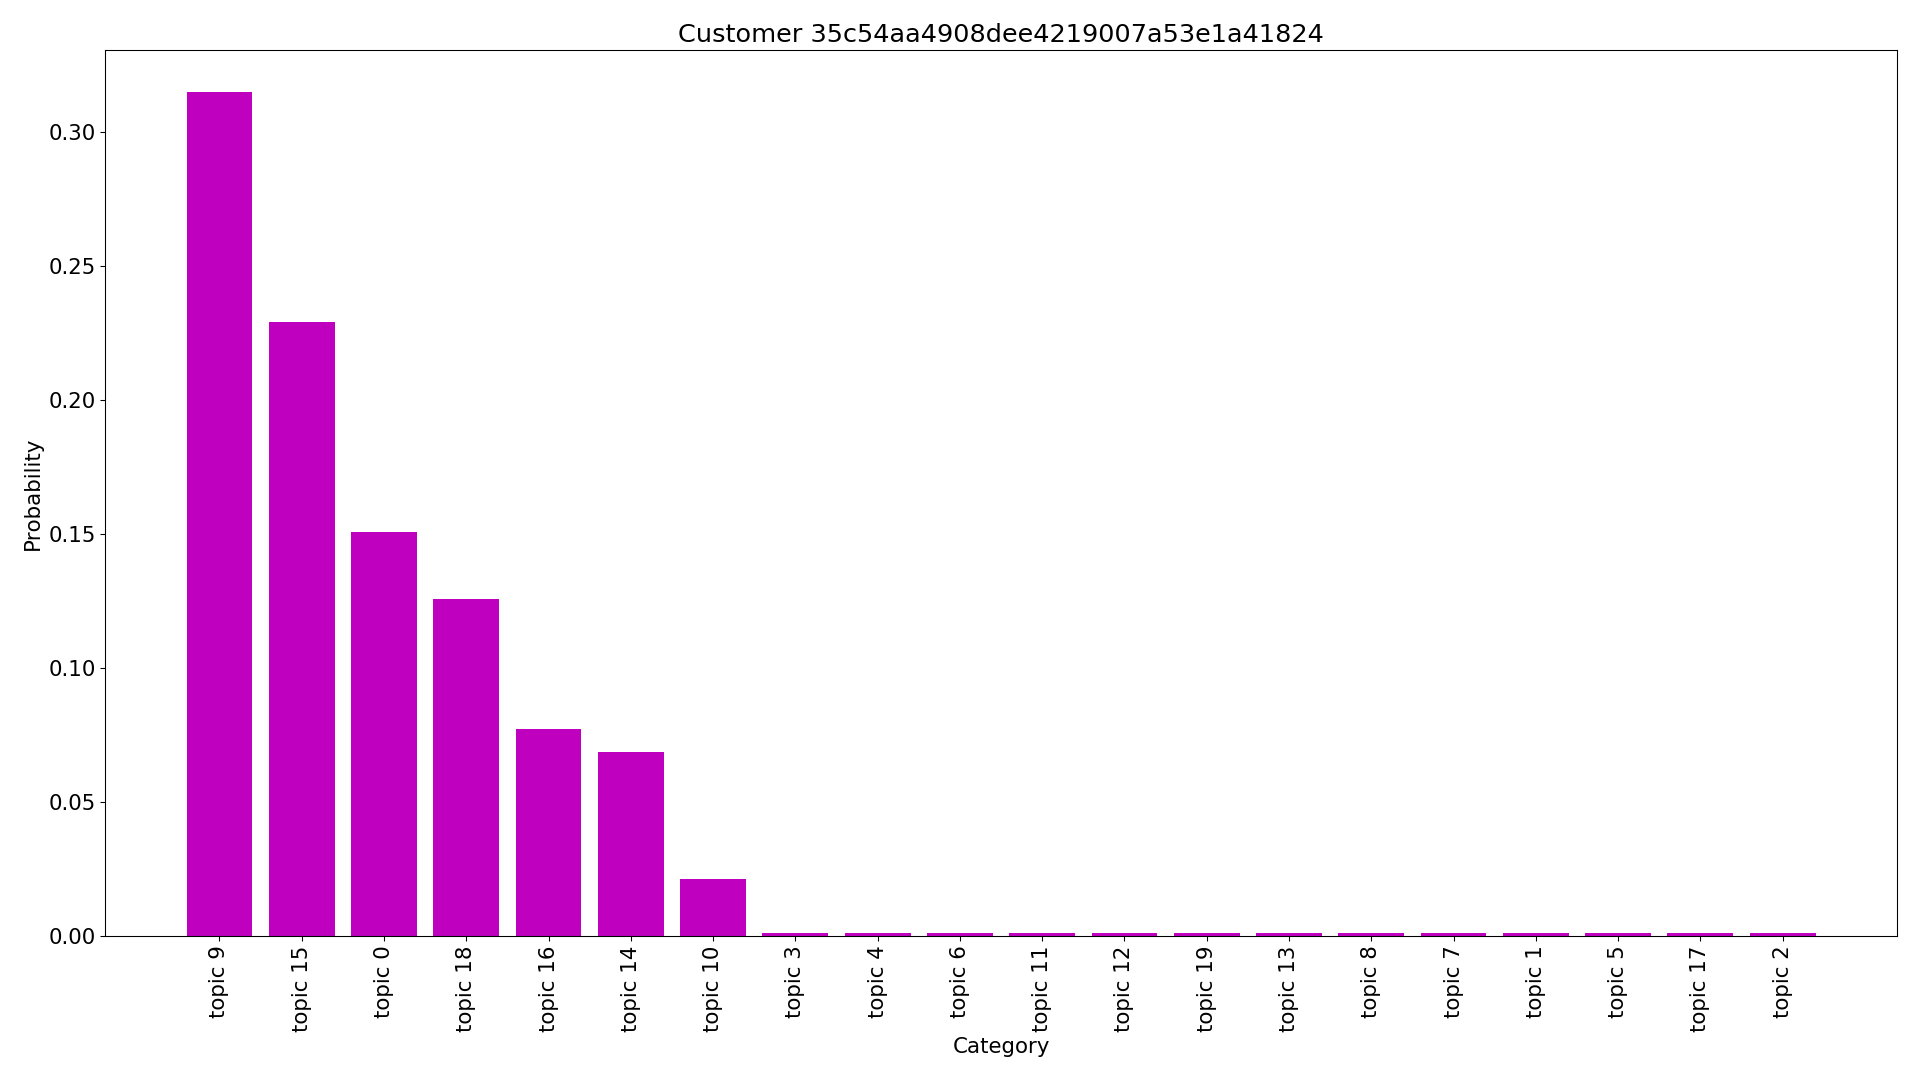 Customer 35c54aa4908dee4219007a53e1a41824
0.30
0.25
0.20
0.15
0.10
0.05
0.00
Probability
topic 9
topic 15
topic 0
topic 18
topic 16
topic 14
topic 10
topic 3
topic 4
topic 6
topic 11
topic 12
topic 19
topic 13
topic 8
topic 7
topic 1
topic 5
topic 17
topic 2
Category